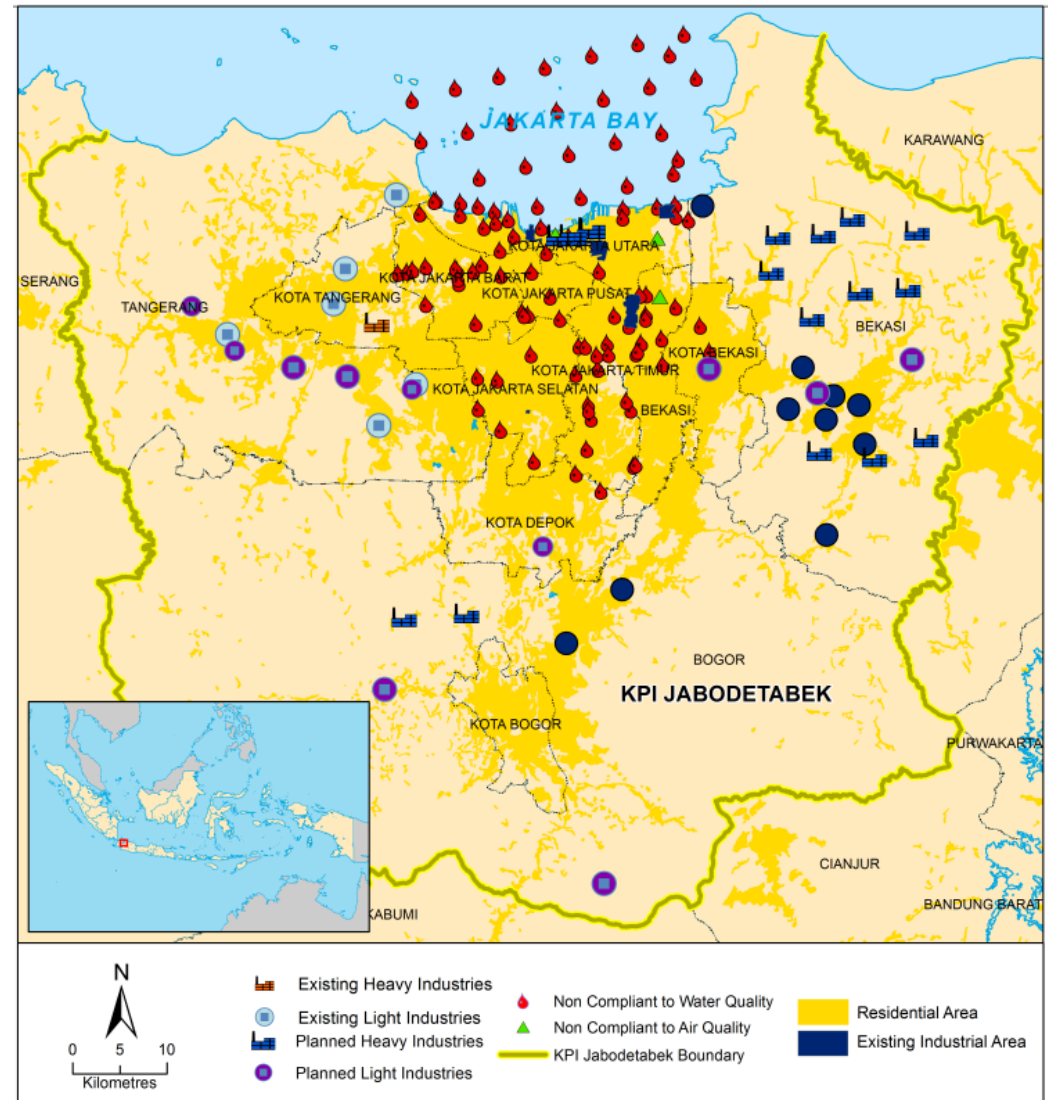 JAKARTA BAY
KARAWANG
KOTA JAKARTA UTARA
SERANG
KOTA JAKARTA BARAT
TANGERANG
KOTA TANGERANG
KOTA JAKARTA PUSAT
BEKASI
KOTA BEKASI
KOTA JAKARTA TIMUR
KOTA JAKARTA SELATAN
BEKASI
KOTA DEPOK
BOGOR
KPI JABODETABEK
KOTA BOGOR
PURWAKARTA
CIANJUR
BANDUNG BARAT
KABUMI
N
0 5 10
Kilometres
Existing Heavy Industries
Existing Light Industries
Planned Heavy Industries
Planned Light Industries
Non Compliant to Water Quality
Non Compliant to Air Quality
KPI Jabodetabek Boundary
Residential Area
Existing Industrial Area